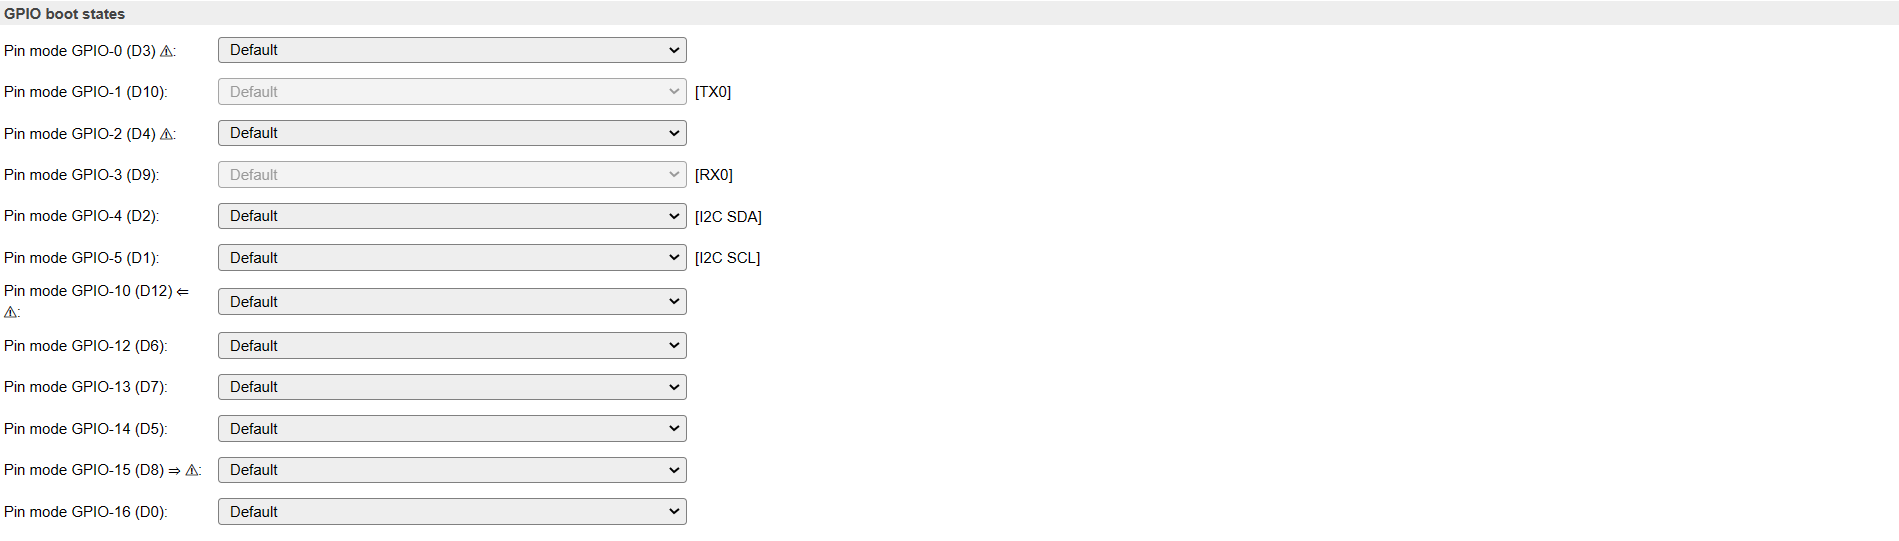 GPIO boot states
Pin mode GPIO-0 (D3) ⚠: Default
Pin mode GPIO-1 (D10): Default [TX0]
Pin mode GPIO-2 (D4) ⚠: Default
Pin mode GPIO-3 (D9): Default [RX0]
Pin mode GPIO-4 (D2): Default [I2C SDA]
Pin mode GPIO-5 (D1): Default [I2C SCL]
Pin mode GPIO-10 (D12) ⇐
⚠: Default
Pin mode GPIO-12 (D6): Default
Pin mode GPIO-13 (D7): Default
Pin mode GPIO-14 (D5): Default
Pin mode GPIO-15 (D8) ⇒ ⚠: Default
Pin mode GPIO-16 (D0): Default